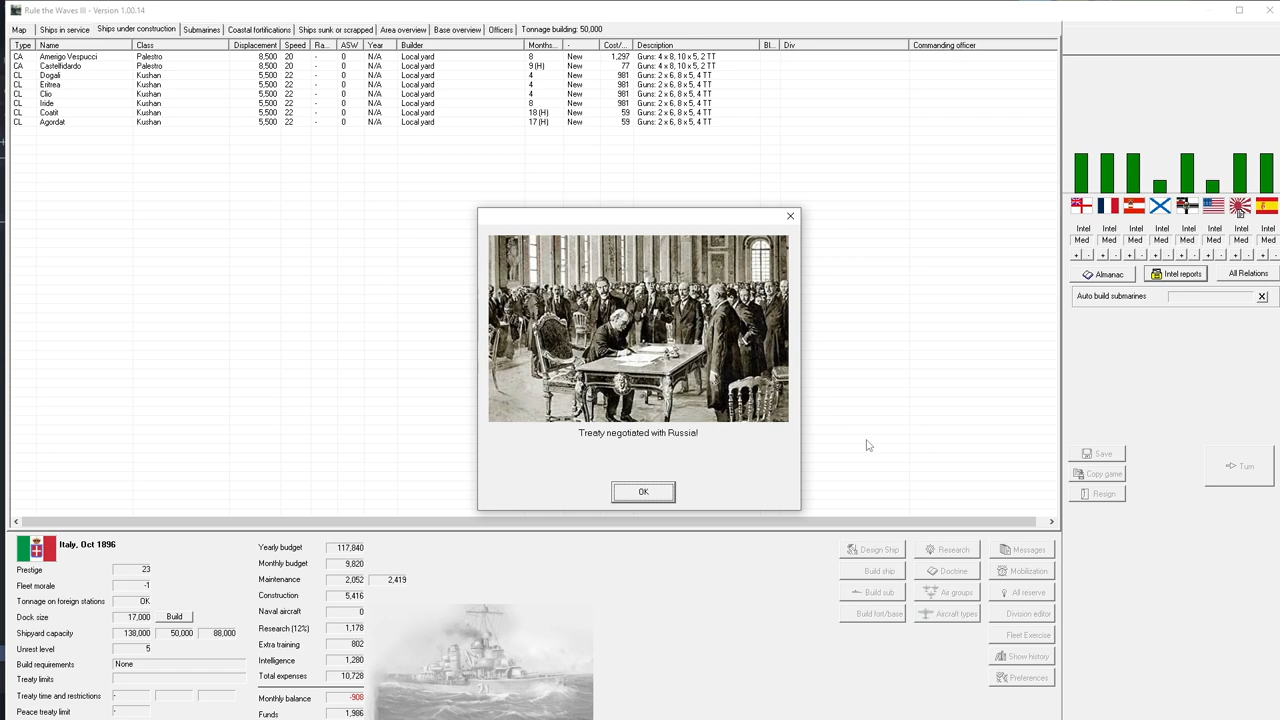 Rule the Waves III - Version 1.00.14
Map Ships in service Ships under construction Submarines Coastal fortifications Ships sunk or scrapped Area overview Base overview Officers Tonnage building: 50,000
Type Name Class Displacement Speed Ra... ASW Year Builder Months... - Cost/... Description Bl... Div Commanding officer
CA Amerigo Vespucci Palestro 8,500 20 - 0 N/A Local yard 8 New 1,297 Guns: 4 x 8, 10 x 5, 2 TT
CA Castelfidardo Palestro 8,500 20 - 0 N/A Local yard 9 (H) New 77 Guns: 4 x 8, 10 x 5, 2 TT
CL Dogali Kushan 5,500 22 - 0 N/A Local yard 4 New 981 Guns: 2 x 6, 8 x 5, 4 TT
CL Eritrea Kushan 5,500 22 - 0 N/A Local yard 4 New 981 Guns: 2 x 6, 8 x 5, 4 TT
CL Clio Kushan 5,500 22 - 0 N/A Local yard 4 New 981 Guns: 2 x 6, 8 x 5, 4 TT
CL Iride Kushan 5,500 22 - 0 N/A Local yard 8 New 981 Guns: 2 x 6, 8 x 5, 4 TT
CL Coatit Kushan 5,500 22 - 0 N/A Local yard 18 (H) New 59 Guns: 2 x 6, 8 x 5, 4 TT
CL Agordat Kushan 5,500 22 - 0 N/A Local yard 17 (H) New 59 Guns: 2 x 6, 8 x 5, 4 TT
Intel Intel Intel Intel Intel Intel Intel Intel
Med Med Med Med Med Med Med Med
+ - + - + - + - + - + - + - + -
Almanac Intel reports All Relations
Auto build submarines X
Treaty negotiated with Russia!
OK
Save
Turn
Copy game
Resign
Italy, Oct 1896
Prestige 23
Fleet morale -1
Tonnage on foreign stations OK
Dock size 17,000 Build
Shipyard capacity 138,000 50,000 88,000
Unrest level 5
Build requirements None
Treaty limits
Treaty time and restrictions -
Peace treaty limit -
Yearly budget 117,840
Monthly budget 9,820
Maintenance 2,052 2,419
Construction 5,416
Naval aircraft 0
Research (12%) 1,178
Extra training 802
Intelligence 1,280
Total expenses 10,728
Monthly balance -908
Funds 1,986
Design Ship Research Messages
Build ship Doctrine Mobilization
Build sub Air groups All reserve
Build fort/base Aircraft types Division editor
Fleet Exercise
Show history
Preferences